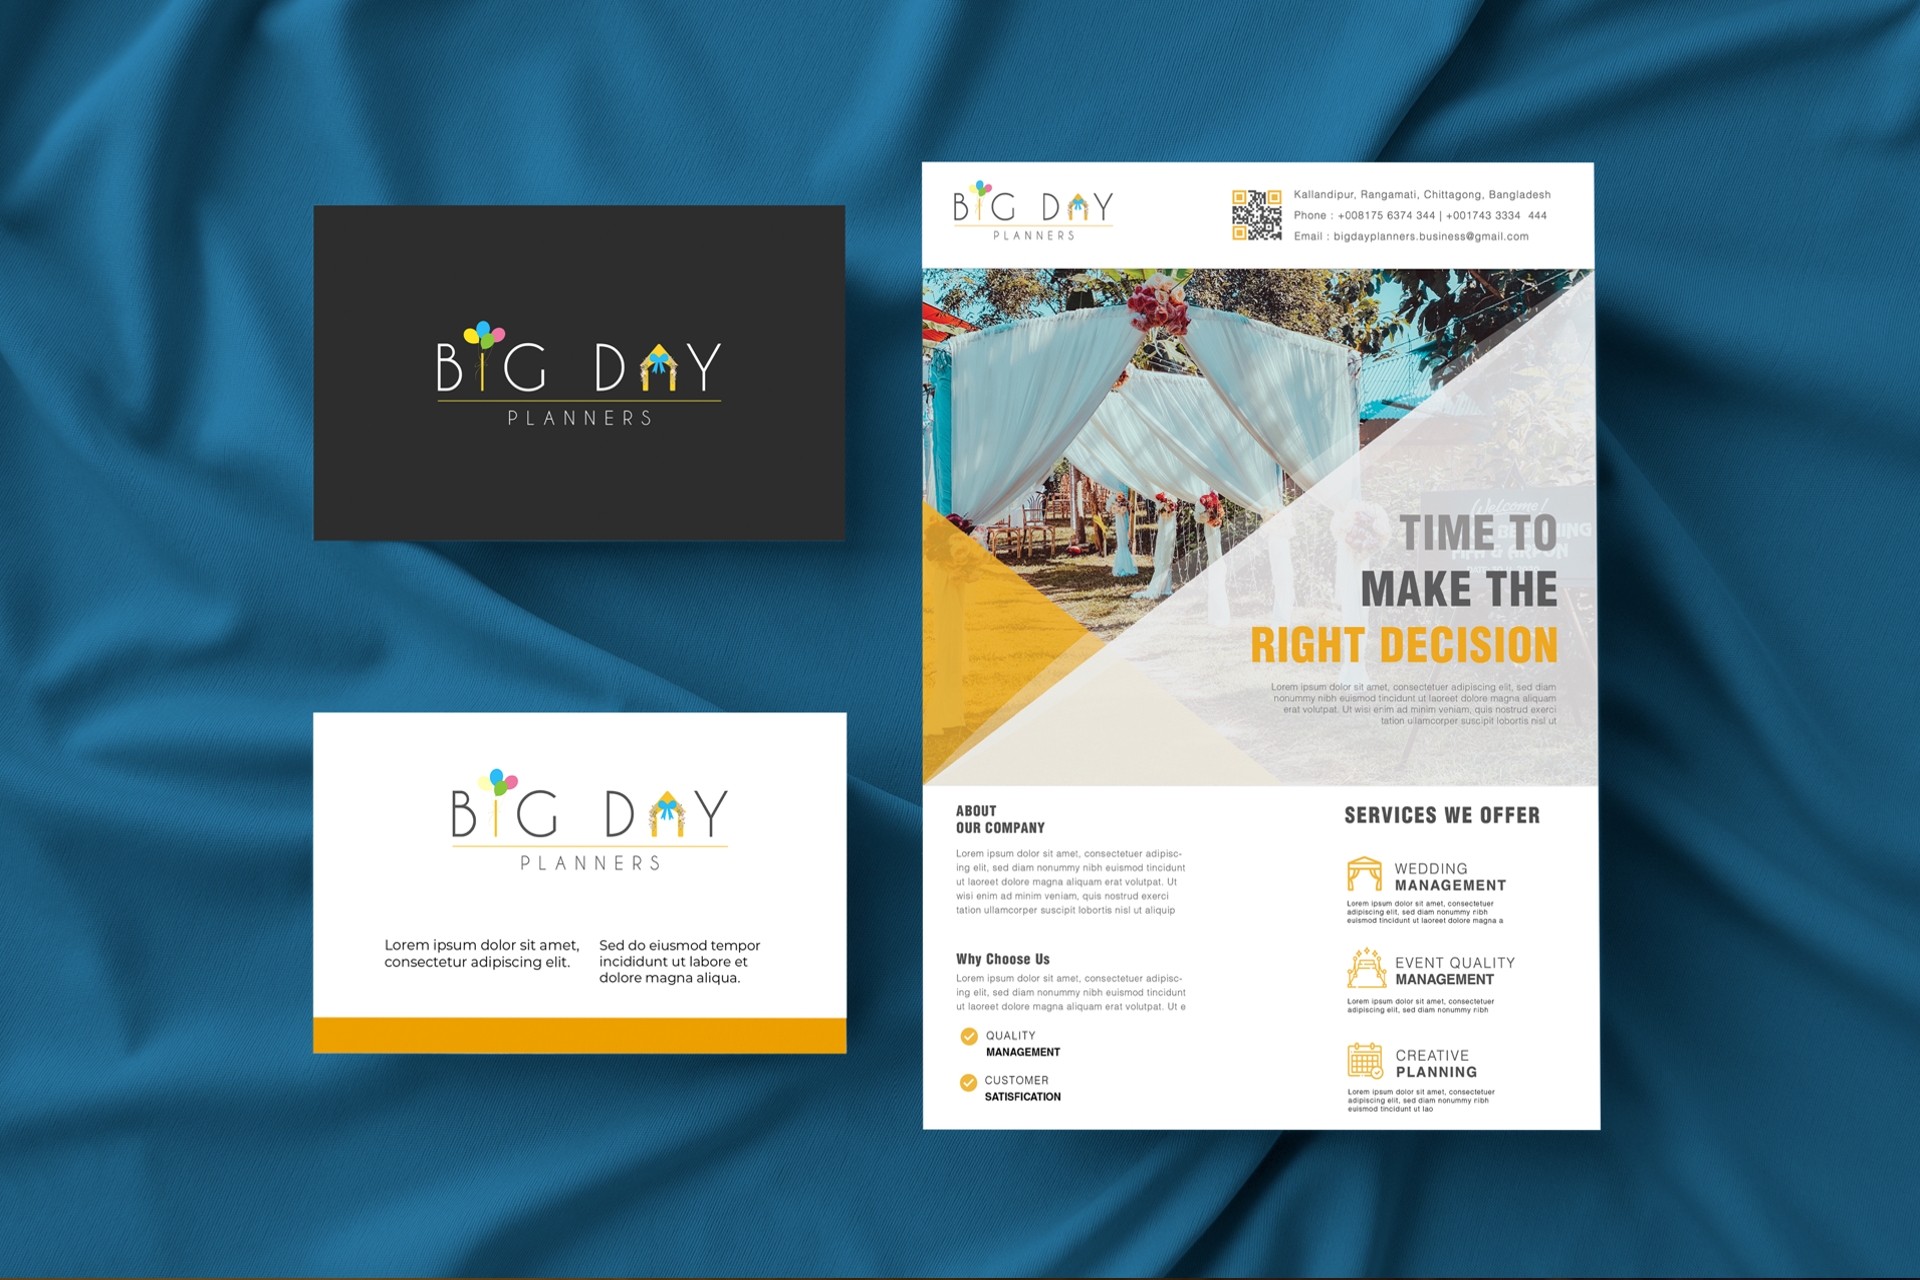 BIG DAY
PLANNERS
BIG DAY
PLANNERS
Lorem ipsum dolor sit amet,
consectetur adipiscing elit.
Sed do eiusmod tempor
incididunt ut labore et
dolore magna aliqua.
BIG DAY
PLANNERS
Kallandipur, Rangamati, Chittagong, Bangladesh
Phone : +008175 6374 344 | +001743 3334 444
Email : bigdayplanners.business@gmail.com
Welcome!
TIME TO
MAKE THE
RIGHT DECISION
Lorem ipsum dolor sit amet, consectetuer adipiscing elit, sed diam
nonummy nibh euismod tincidunt ut laoreet dolore magna aliquam
erat volutpat. Ut wisi enim ad minim veniam, quis nostrud exerci
tation ullamcorper suscipit lobortis nisl ut
ABOUT
OUR COMPANY
Lorem ipsum dolor sit amet, consectetuer adipisc-
ing elit, sed diam nonummy nibh euismod tincidunt
ut laoreet dolore magna aliquam erat volutpat. Ut
wisi enim ad minim veniam, quis nostrud exerci
tation ullamcorper suscipit lobortis nisl ut aliquip
Why Choose Us
Lorem ipsum dolor sit amet, consectetuer adipisc-
ing elit, sed diam nonummy nibh euismod tincidunt
ut laoreet dolore magna aliquam erat volutpat. Ut e
QUALITY
MANAGEMENT
CUSTOMER
SATISFICATION
SERVICES WE OFFER
WEDDING
MANAGEMENT
Lorem ipsum dolor sit amet, consectetuer
adipiscing elit, sed diam nonummy nibh
euismod tincidunt ut laoreet dolore magna a
EVENT QUALITY
MANAGEMENT
Lorem ipsum dolor sit amet, consectetuer
adipiscing elit, sed diam nonummy nibh
CREATIVE
PLANNING
Lorem ipsum dolor sit amet, consectetuer
adipiscing elit, sed diam nonummy nibh
euismod tincidunt ut lao